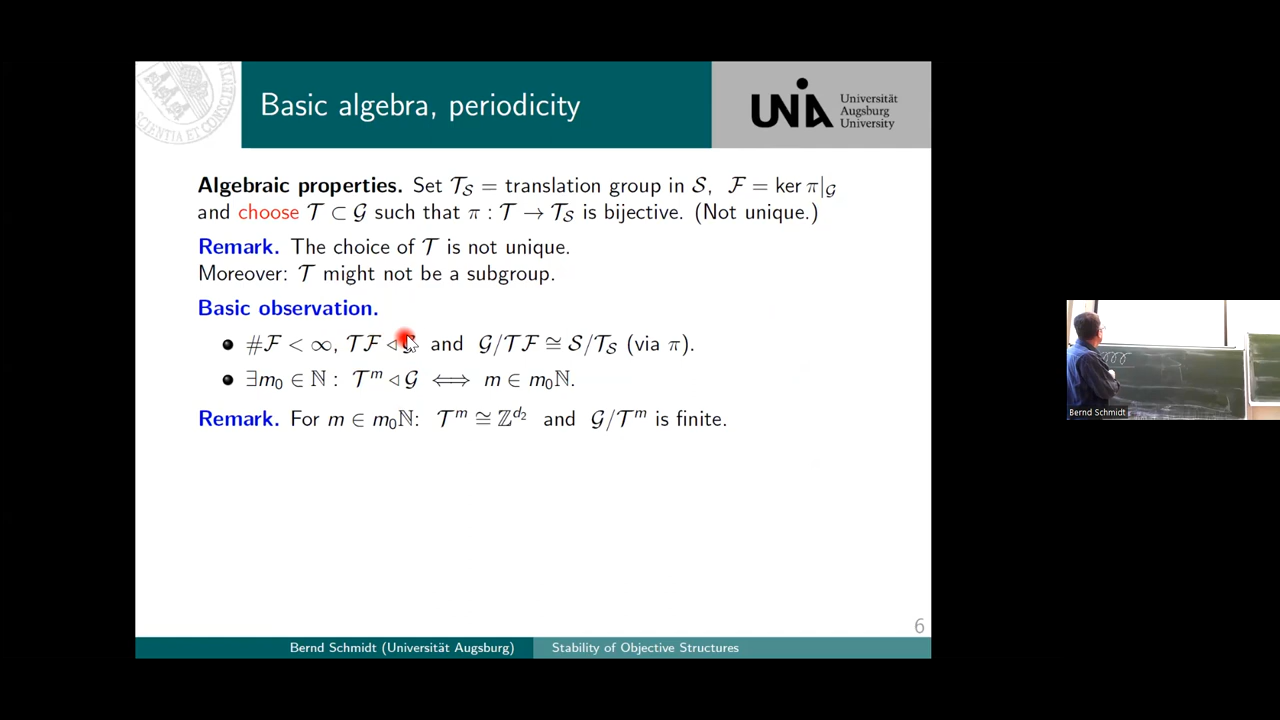 Basic algebra, periodicity
UNIA Universität
Augsburg
University
Algebraic properties. Set 𝒯_𝒮 = translation group in 𝒮, ℱ = ker π|_𝒢
and choose 𝒯 ⊂ 𝒢 such that π : 𝒯 → 𝒯_𝒮 is bijective. (Not unique.)
Remark. The choice of 𝒯 is not unique.
Moreover: 𝒯 might not be a subgroup.
Basic observation.
• #ℱ < ∞, 𝒯ℱ ◁ 𝒢 and 𝒢/𝒯ℱ ≅ 𝒮/𝒯_𝒮 (via π).
• ∃m₀ ∈ ℕ : 𝒯^m ◁ 𝒢 ⟺ m ∈ m₀ℕ.
Remark. For m ∈ m₀ℕ: 𝒯^m ≅ ℤ^{d₂} and 𝒢/𝒯^m is finite.
6
Bernd Schmidt (Universität Augsburg) Stability of Objective Structures
Bernd Schmidt